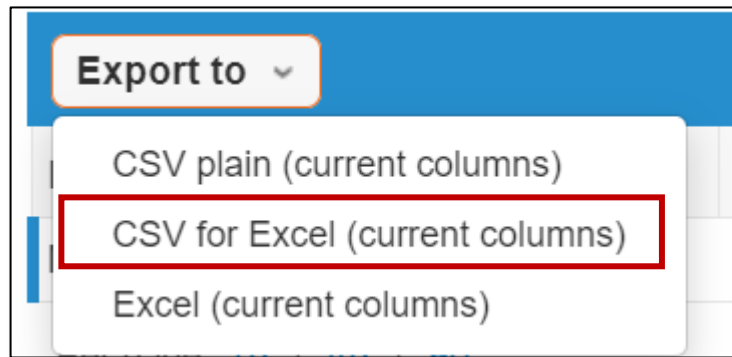 Export to
CSV plain (current columns)
CSV for Excel (current columns)
Excel (current columns)